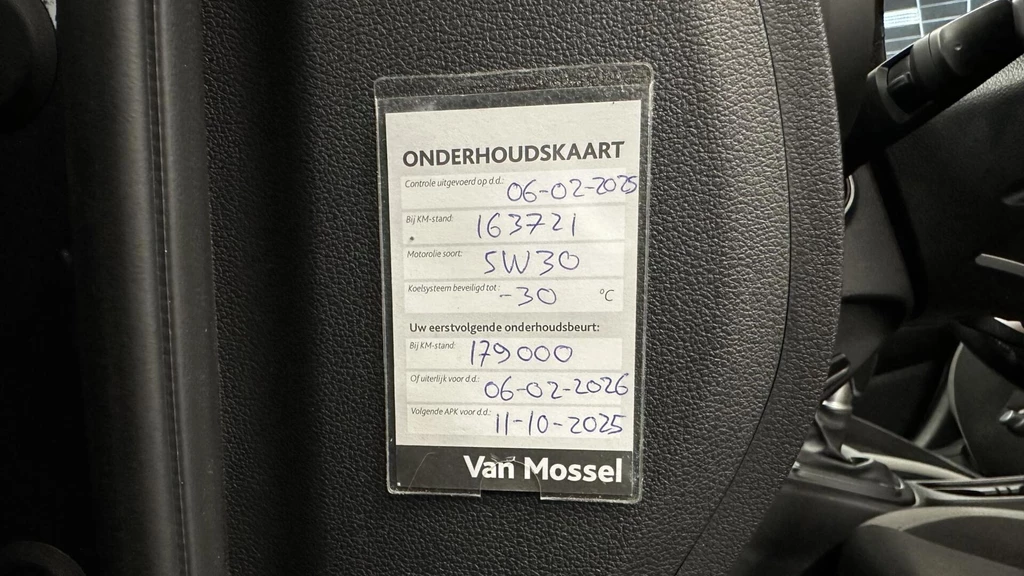 ONDERHOUDSKAART
Controle uitgevoerd op d.d.: 06-02-2025
Bij KM-stand: 163721
Motorolie soort: 5W30
Koelsysteem beveiligd tot: -30 °C
Uw eerstvolgende onderhoudsbeurt:
Bij KM-stand: 179000
Of uiterlijk voor d.d.: 06-02-2026
Volgende APK voor d.d.: 11-10-2025
Van Mossel